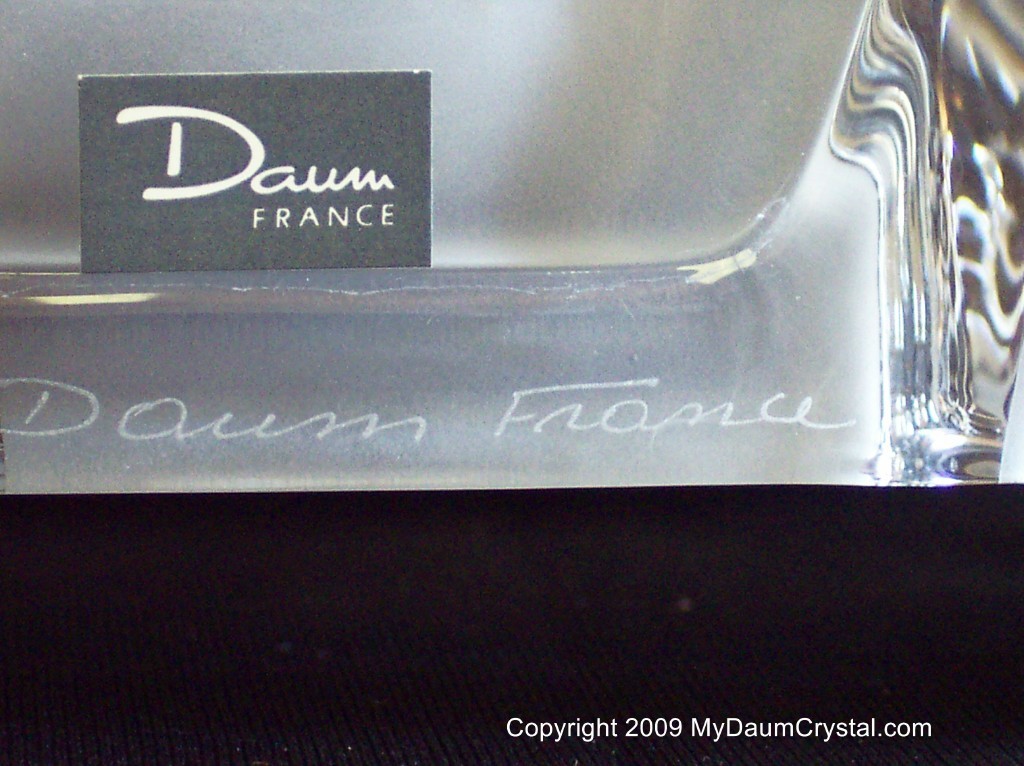 Daum
FRANCE
Daum France
Copyright 2009 MyDaumCrystal.com